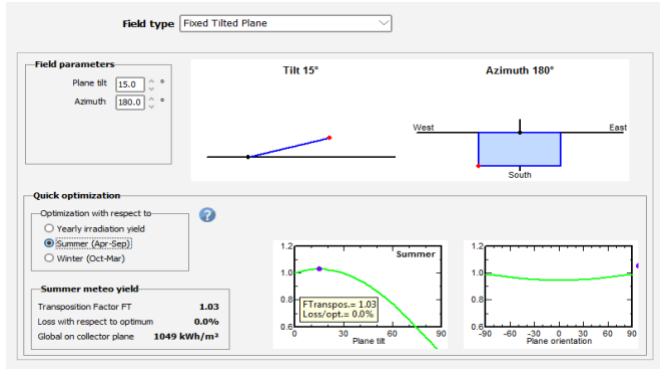 Field type Fixed Tilted Plane
Field parameters
Plane tilt 15.0 °
Azimuth 180.0 °
Tilt 15°
Azimuth 180°
West East
South
Quick optimization
Optimization with respect to
Yearly irradiation yield
Summer (Apr-Sep)
Winter (Oct-Mar)
?
Summer meteo yield
Transposition Factor FT 1.03
Loss with respect to optimum 0.0%
Global on collector plane 1049 kWh/m²
Summer
1.2
1.0
0.8
0.6
FTranspos.= 1.03
Loss/opt.= 0.0%
0 30 60 90
Plane tilt
1.2
1.0
0.8
0.6
-90 -60 -30 0 30 60 90
Plane orientation